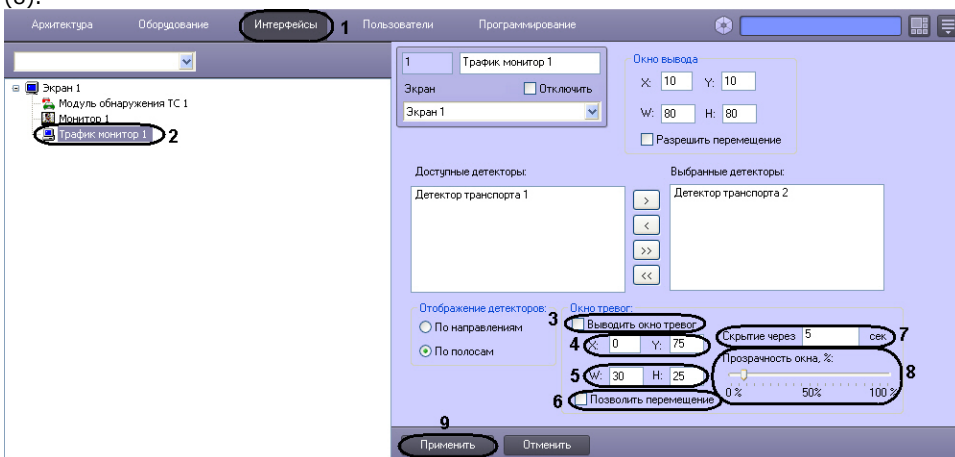 (8).
Архитектура Оборудование Интерфейсы 1 Пользователи Программирование
Экран 1
Модуль обнаружения ТС 1
Монитор 1
Трафик монитор 1 2
1 Трафик монитор 1
Экран Отключить
Экран 1
Окно вывода
X: 10 Y: 10
W: 80 H: 80
Разрешить перемещение
Доступные детекторы:
Детектор транспорта 1
>
<
>>
<<
Выбранные детекторы:
Детектор транспорта 2
Отображение детекторов:
По направлениям
По полосам
Окно тревог:
3 Выводить окно тревог
4 X: 0 Y: 75
5 W: 30 H: 25
6 Позволить перемещение
Скрытие через 5 сек 7
Прозрачность окна, %:
8
0 % 50% 100 %
9
Применить Отменить